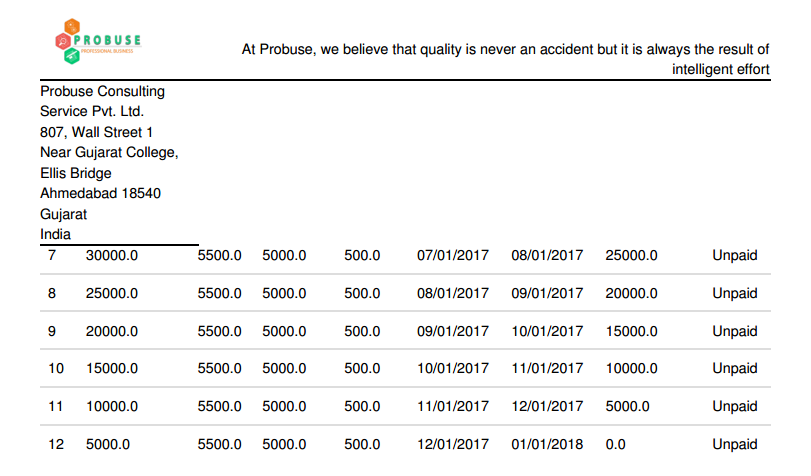 PROBUSE
PROFESSIONAL BUSINESS
At Probuse, we believe that quality is never an accident but it is always the result of
intelligent effort
Probuse Consulting
Service Pvt. Ltd.
807, Wall Street 1
Near Gujarat College,
Ellis Bridge
Ahmedabad 18540
Gujarat
India
7 30000.0 5500.0 5000.0 500.0 07/01/2017 08/01/2017 25000.0 Unpaid
8 25000.0 5500.0 5000.0 500.0 08/01/2017 09/01/2017 20000.0 Unpaid
9 20000.0 5500.0 5000.0 500.0 09/01/2017 10/01/2017 15000.0 Unpaid
10 15000.0 5500.0 5000.0 500.0 10/01/2017 11/01/2017 10000.0 Unpaid
11 10000.0 5500.0 5000.0 500.0 11/01/2017 12/01/2017 5000.0 Unpaid
12 5000.0 5500.0 5000.0 500.0 12/01/2017 01/01/2018 0.0 Unpaid